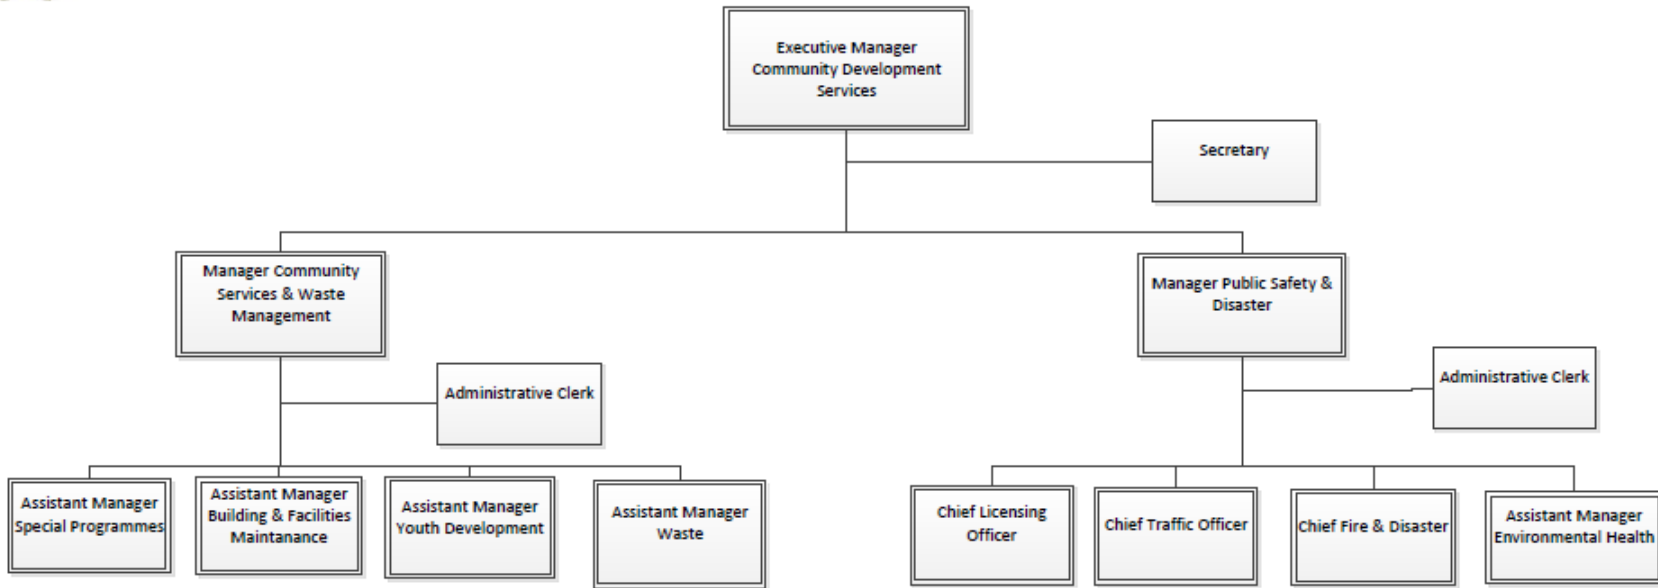 Executive Manager
Community Development
Services
Secretary
Manager Community
Services & Waste
Management
Manager Public Safety &
Disaster
Administrative Clerk
Administrative Clerk
Assistant Manager
Special Programmes
Assistant Manager
Building & Facilities
Maintanance
Assistant Manager
Youth Development
Assistant Manager
Waste
Chief Licensing
Officer
Chief Traffic Officer
Chief Fire & Disaster
Assistant Manager
Environmental Health